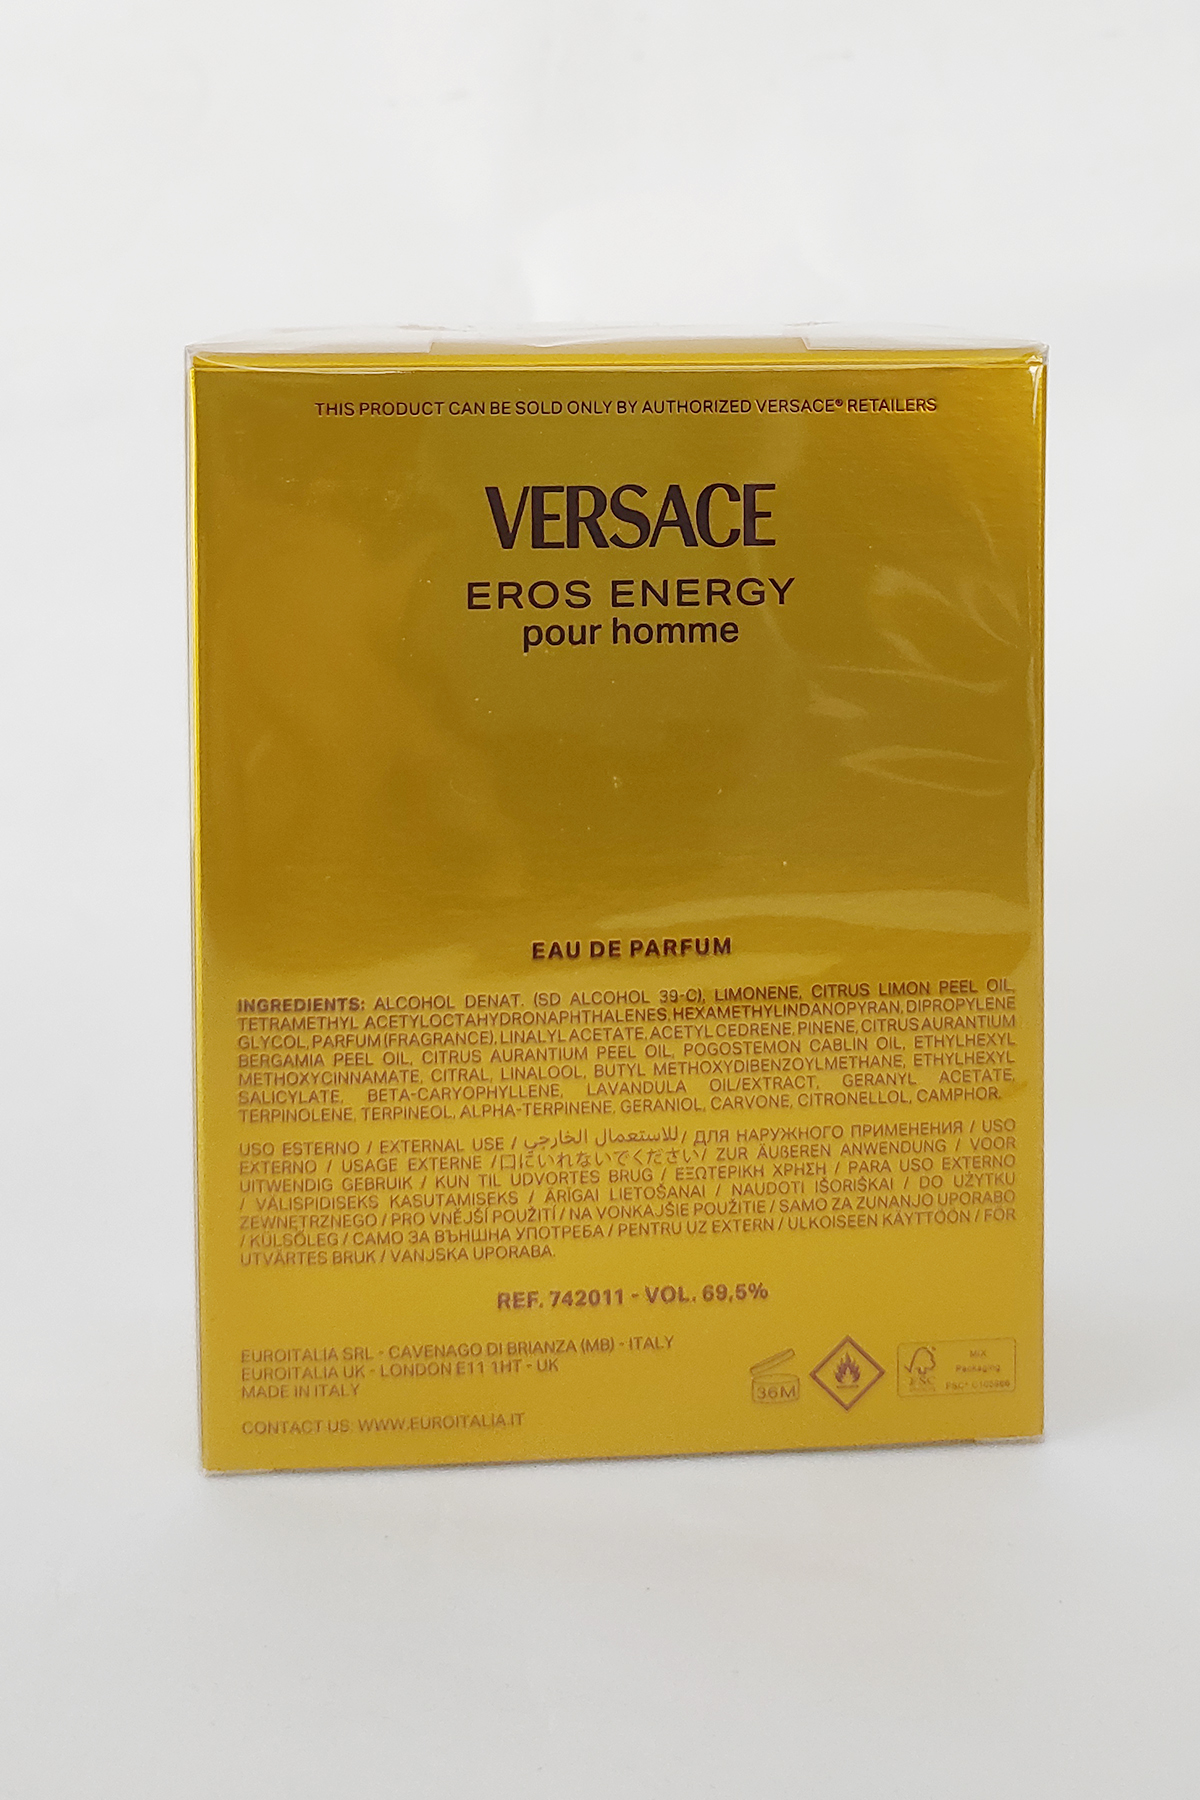 THIS PRODUCT CAN BE SOLD ONLY BY AUTHORIZED VERSACE® RETAILERS
VERSACE
EROS ENERGY
pour homme
EAU DE PARFUM
INGREDIENTS: ALCOHOL DENAT. (SD ALCOHOL 39-C), LIMONENE, CITRUS LIMON PEEL OIL,
TETRAMETHYL ACETYLOCTAHYDRONAPHTHALENES, HEXAMETHYLINDANOPYRAN, DIPROPYLENE
GLYCOL, PARFUM (FRAGRANCE), LINALYL ACETATE, ACETYL CEDRENE, PINENE, CITRUS AURANTIUM
BERGAMIA PEEL OIL, CITRUS AURANTIUM PEEL OIL, POGOSTEMON CABLIN OIL, ETHYLHEXYL
METHOXYCINNAMATE, CITRAL, LINALOOL, BUTYL METHOXYDIBENZOYLMETHANE, ETHYLHEXYL
SALICYLATE, BETA-CARYOPHYLLENE, LAVANDULA OIL/EXTRACT, GERANYL ACETATE,
TERPINOLENE, TERPINEOL, ALPHA-TERPINENE, GERANIOL, CARVONE, CITRONELLOL, CAMPHOR.
USO ESTERNO / EXTERNAL USE / للاستعمال الخارجي / ДЛЯ НАРУЖНОГО ПРИМЕНЕНИЯ / USO
EXTERNO / USAGE EXTERNE / 口にいれないでください / ZUR ÄUßEREN ANWENDUNG / VOOR
UITWENDIG GEBRUIK / KUN TIL UDVORTES BRUG / ΕΞΩΤΕΡΙΚΗ ΧΡΗΣΗ / PARA USO EXTERNO
/ VÄLISPIDISEKS KASUTAMISEKS / ĀRĪGAI LIETOŠANAI / NAUDOTI IŠORIŠKAI / DO UŻYTKU
ZEWNĘTRZNEGO / PRO VNĚJŠÍ POUŽITÍ / NA VONKAJŠIE POUŽITIE / SAMO ZA ZUNANJO UPORABO
/ KÜLSŐLEG / САМО ЗА ВЪНШНА УПОТРЕБА / PENTRU UZ EXTERN / ULKOISEEN KÄYTTÖÖN / FÖR
UTVÄRTES BRUK / VANJSKA UPORABA.
REF. 742011 - VOL. 69,5%
EUROITALIA SRL - CAVENAGO DI BRIANZA (MB) - ITALY
EUROITALIA UK - LONDON E11 1HT - UK
MADE IN ITALY
CONTACT US: WWW.EUROITALIA.IT
36M
FSC
MIX
Packaging